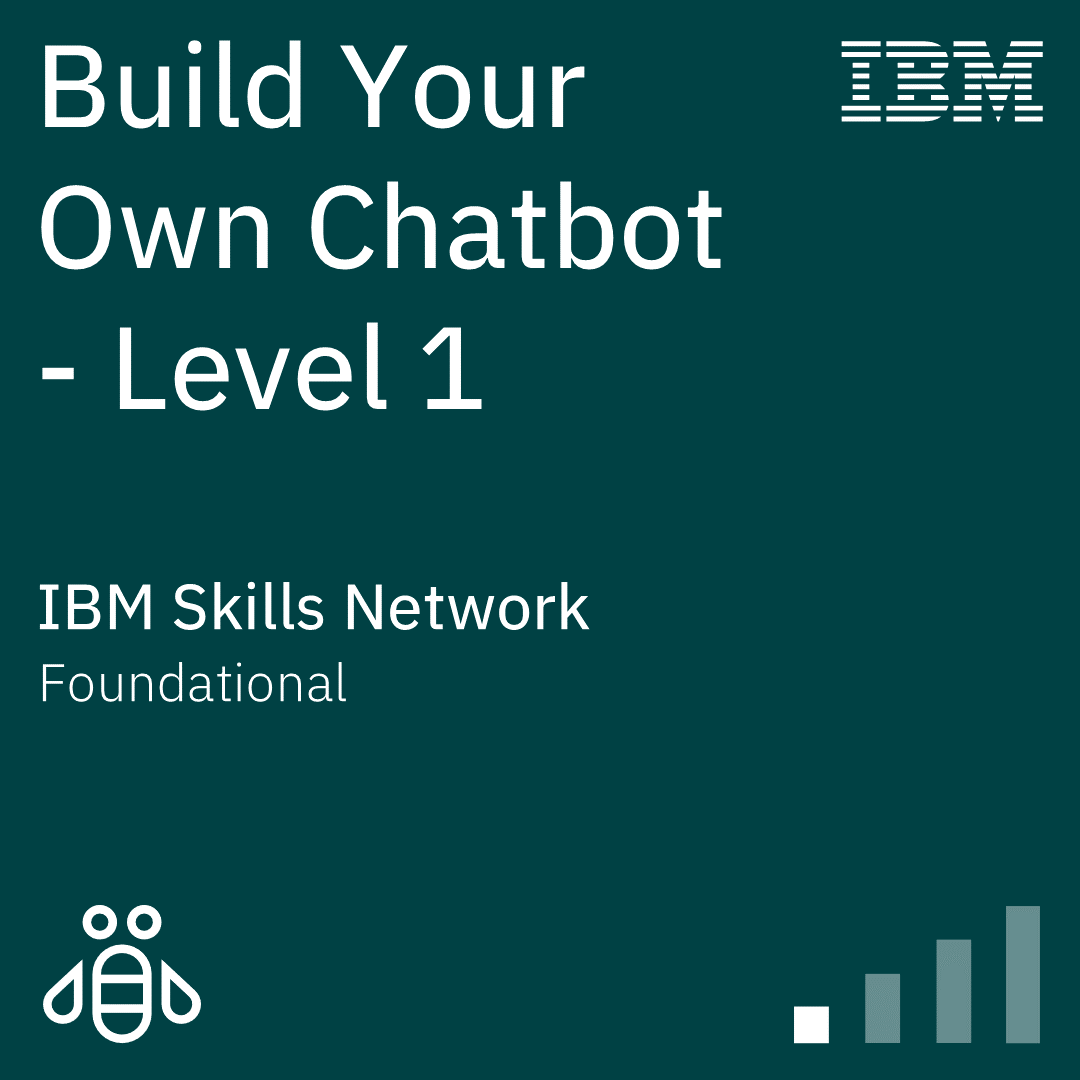 Build Your
IBM
Own Chatbot
- Level 1
IBM Skills Network
Foundational